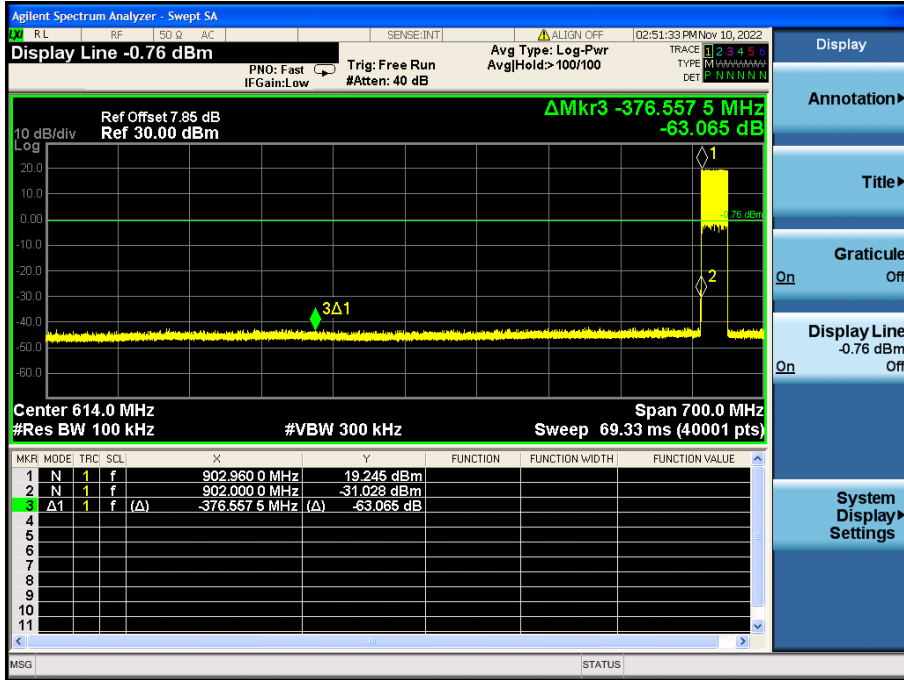 Agilent Spectrum Analyzer - Swept SA
LXI RL RF 50 Ω AC SENSE:INT ALIGN OFF 02:51:33 PM Nov 10, 2022
Display Line -0.76 dBm
PNO: Fast
IFGain:Low
Trig: Free Run
#Atten: 40 dB
Avg Type: Log-Pwr
Avg|Hold:>100/100
TRACE 1 2 3 4 5 6
TYPE M WWWWW
DET P N N N N N
ΔMkr3 -376.557 5 MHz
-63.065 dB
Ref Offset 7.85 dB
10 dB/div Ref 30.00 dBm
Log
20.0
10.0
0.00
-10.0
-20.0
-30.0
-40.0
-50.0
-60.0
1
-0.76 dBm
2
3Δ1
Center 614.0 MHz Span 700.0 MHz
#Res BW 100 kHz #VBW 300 kHz Sweep 69.33 ms (40001 pts)
MKR MODE TRC SCL X Y FUNCTION FUNCTION WIDTH FUNCTION VALUE
1 N 1 f 902.960 0 MHz 19.245 dBm
2 N 1 f 902.000 0 MHz -31.028 dBm
3 Δ1 1 f (Δ) -376.557 5 MHz (Δ) -63.065 dB
4
5
6
7
8
9
10
11
MSG STATUS
Display
Annotation
Title
Graticule
On Off
Display Line
-0.76 dBm
On Off
System
Display
Settings